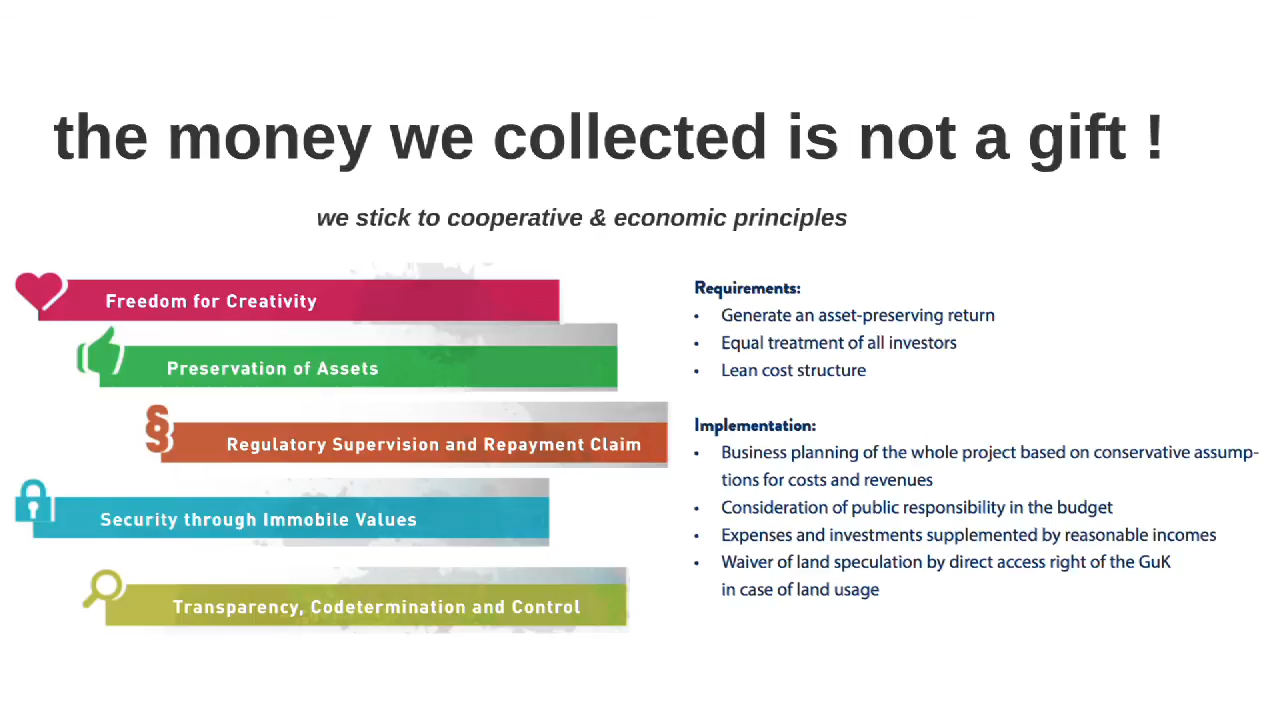 the money we collected is not a gift !
we stick to cooperative & economic principles
Freedom for Creativity
Preservation of Assets
§
Regulatory Supervision and Repayment Claim
Security through Immobile Values
Transparency, Codetermination and Control
Requirements:
• Generate an asset-preserving return
• Equal treatment of all investors
• Lean cost structure
Implementation:
• Business planning of the whole project based on conservative assump-
tions for costs and revenues
• Consideration of public responsibility in the budget
• Expenses and investments supplemented by reasonable incomes
• Waiver of land speculation by direct access right of the GuK
in case of land usage